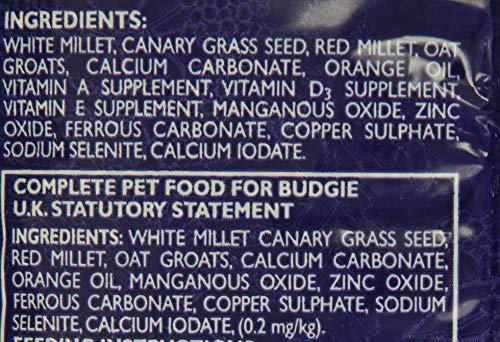 INGREDIENTS:
WHITE MILLET, CANARY GRASS SEED, RED MILLET, OAT
GROATS, CALCIUM CARBONATE, ORANGE OIL,
VITAMIN A SUPPLEMENT, VITAMIN D3 SUPPLEMENT,
VITAMIN E SUPPLEMENT, MANGANOUS OXIDE, ZINC
OXIDE, FERROUS CARBONATE, COPPER SULPHATE,
SODIUM SELENITE, CALCIUM IODATE.
COMPLETE PET FOOD FOR BUDGIE
U.K. STATUTORY STATEMENT
INGREDIENTS: WHITE MILLET CANARY GRASS SEED,
RED MILLET, OAT GROATS, CALCIUM CARBONATE,
ORANGE OIL, MANGANOUS OXIDE, ZINC OXIDE,
FERROUS CARBONATE, COPPER SULPHATE, SODIUM
SELENITE, CALCIUM IODATE, (0.2 mg/kg).
FEEDING INSTRUCTIONS: